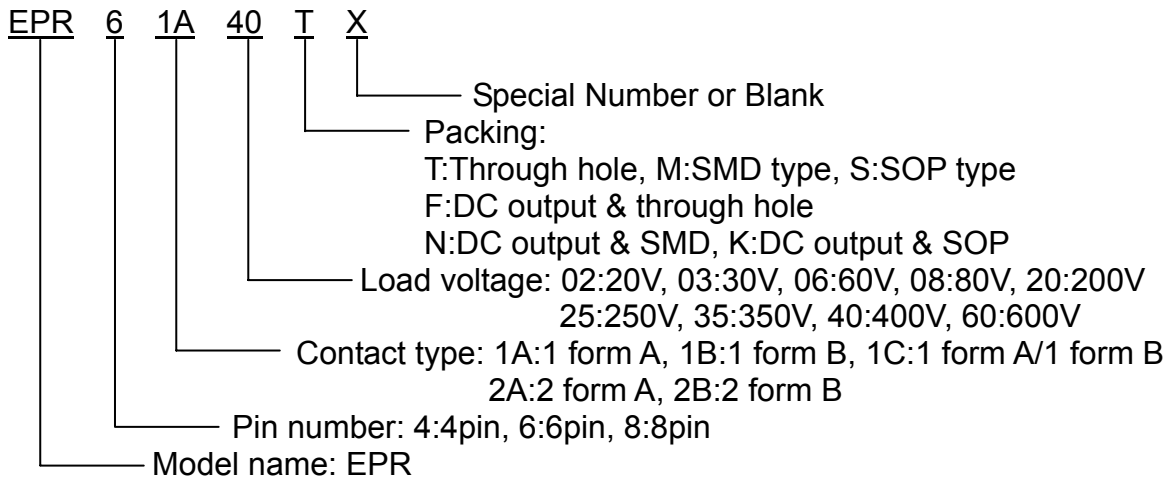 EPR 6 1A 40 T X
Special Number or Blank
Packing:
T:Through hole, M:SMD type, S:SOP type
F:DC output & through hole
N:DC output & SMD, K:DC output & SOP
Load voltage: 02:20V, 03:30V, 06:60V, 08:80V, 20:200V
25:250V, 35:350V, 40:400V, 60:600V
Contact type: 1A:1 form A, 1B:1 form B, 1C:1 form A/1 form B
2A:2 form A, 2B:2 form B
Pin number: 4:4pin, 6:6pin, 8:8pin
Model name: EPR